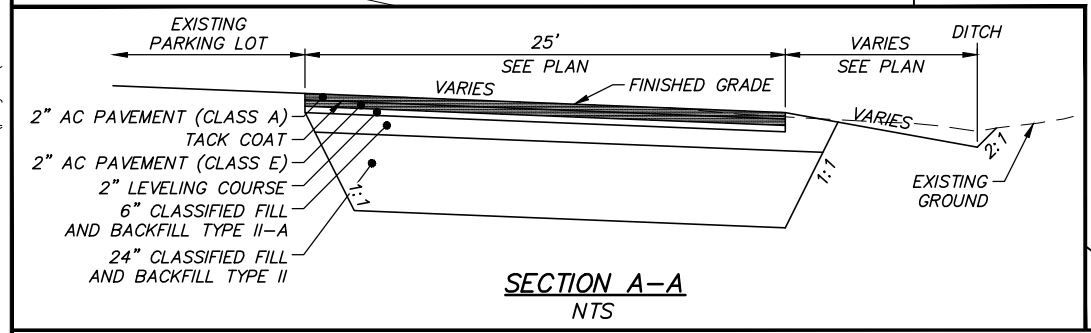 EXISTING
PARKING LOT
25'
SEE PLAN
VARIES
SEE PLAN
DITCH
VARIES
FINISHED GRADE
2" AC PAVEMENT (CLASS A)
TACK COAT
2" AC PAVEMENT (CLASS E)
2" LEVELING COURSE
6" CLASSIFIED FILL
AND BACKFILL TYPE II-A
24" CLASSIFIED FILL
AND BACKFILL TYPE II
1:1
1:1
VARIES
2:1
EXISTING
GROUND
SECTION A-A
NTS